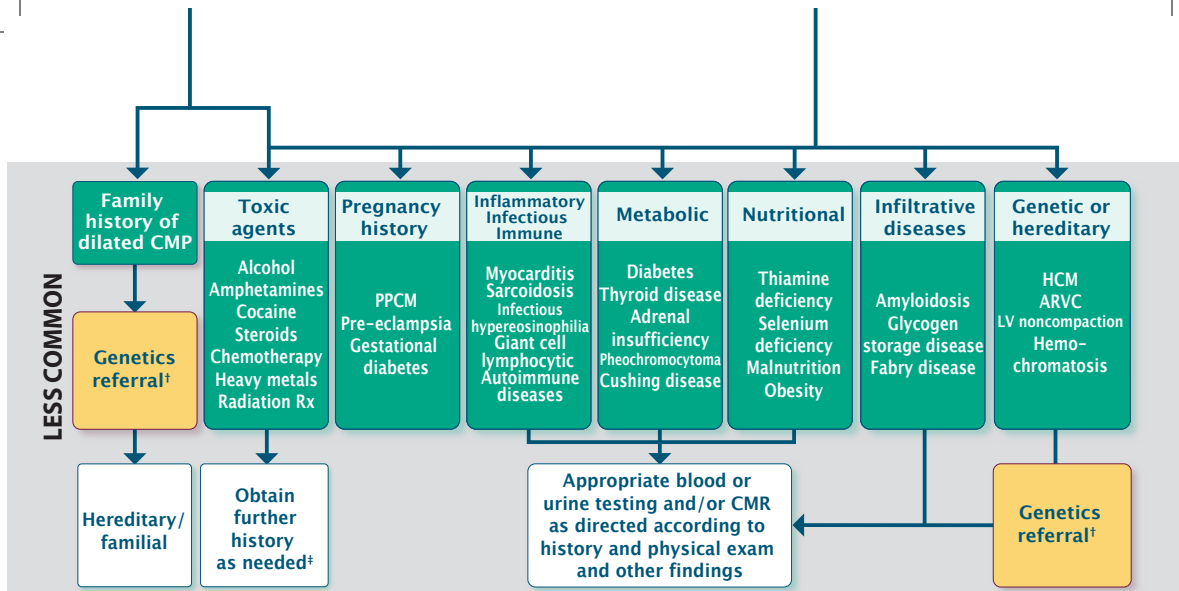 LESS COMMON
Family
history of
dilated CMP
Genetics
referral†
Hereditary/
familial
Toxic
agents
Alcohol
Amphetamines
Cocaine
Steroids
Chemotherapy
Heavy metals
Radiation Rx
Obtain
further
history
as needed‡
Pregnancy
history
PPCM
Pre-eclampsia
Gestational
diabetes
Inflammatory
Infectious
Immune
Myocarditis
Sarcoidosis
Infectious
hypereosinophilia
Giant cell
lymphocytic
Autoimmune
diseases
Metabolic
Diabetes
Thyroid disease
Adrenal
insufficiency
Pheochromocytoma
Cushing disease
Nutritional
Thiamine
deficiency
Selenium
deficiency
Malnutrition
Obesity
Appropriate blood or
urine testing and/or CMR
as directed according to
history and physical exam
and other findings
Infiltrative
diseases
Amyloidosis
Glycogen
storage disease
Fabry disease
Genetic or
hereditary
HCM
ARVC
LV noncompaction
Hemo-
chromatosis
Genetics
referral†